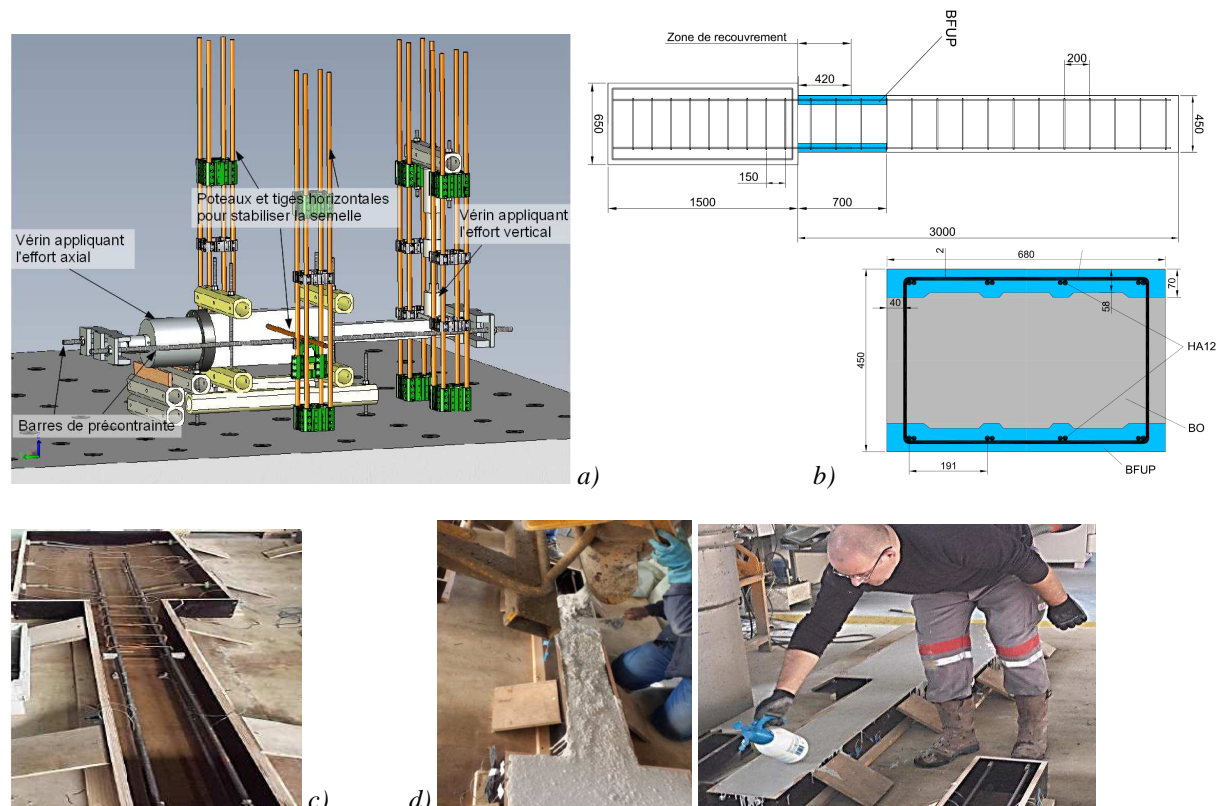 Poteaux et tiges horizontales
pour stabiliser la semelle
Vérin appliquant
l'effort axial
Vérin appliquant
l'effort vertical
Barres de précontrainte
a)
Zone de recouvrement
BFUP
420
200
650
450
150
1500
700
3000
2
680
70
58
40
450
HA12
BO
191
BFUP
b)
c)
d)